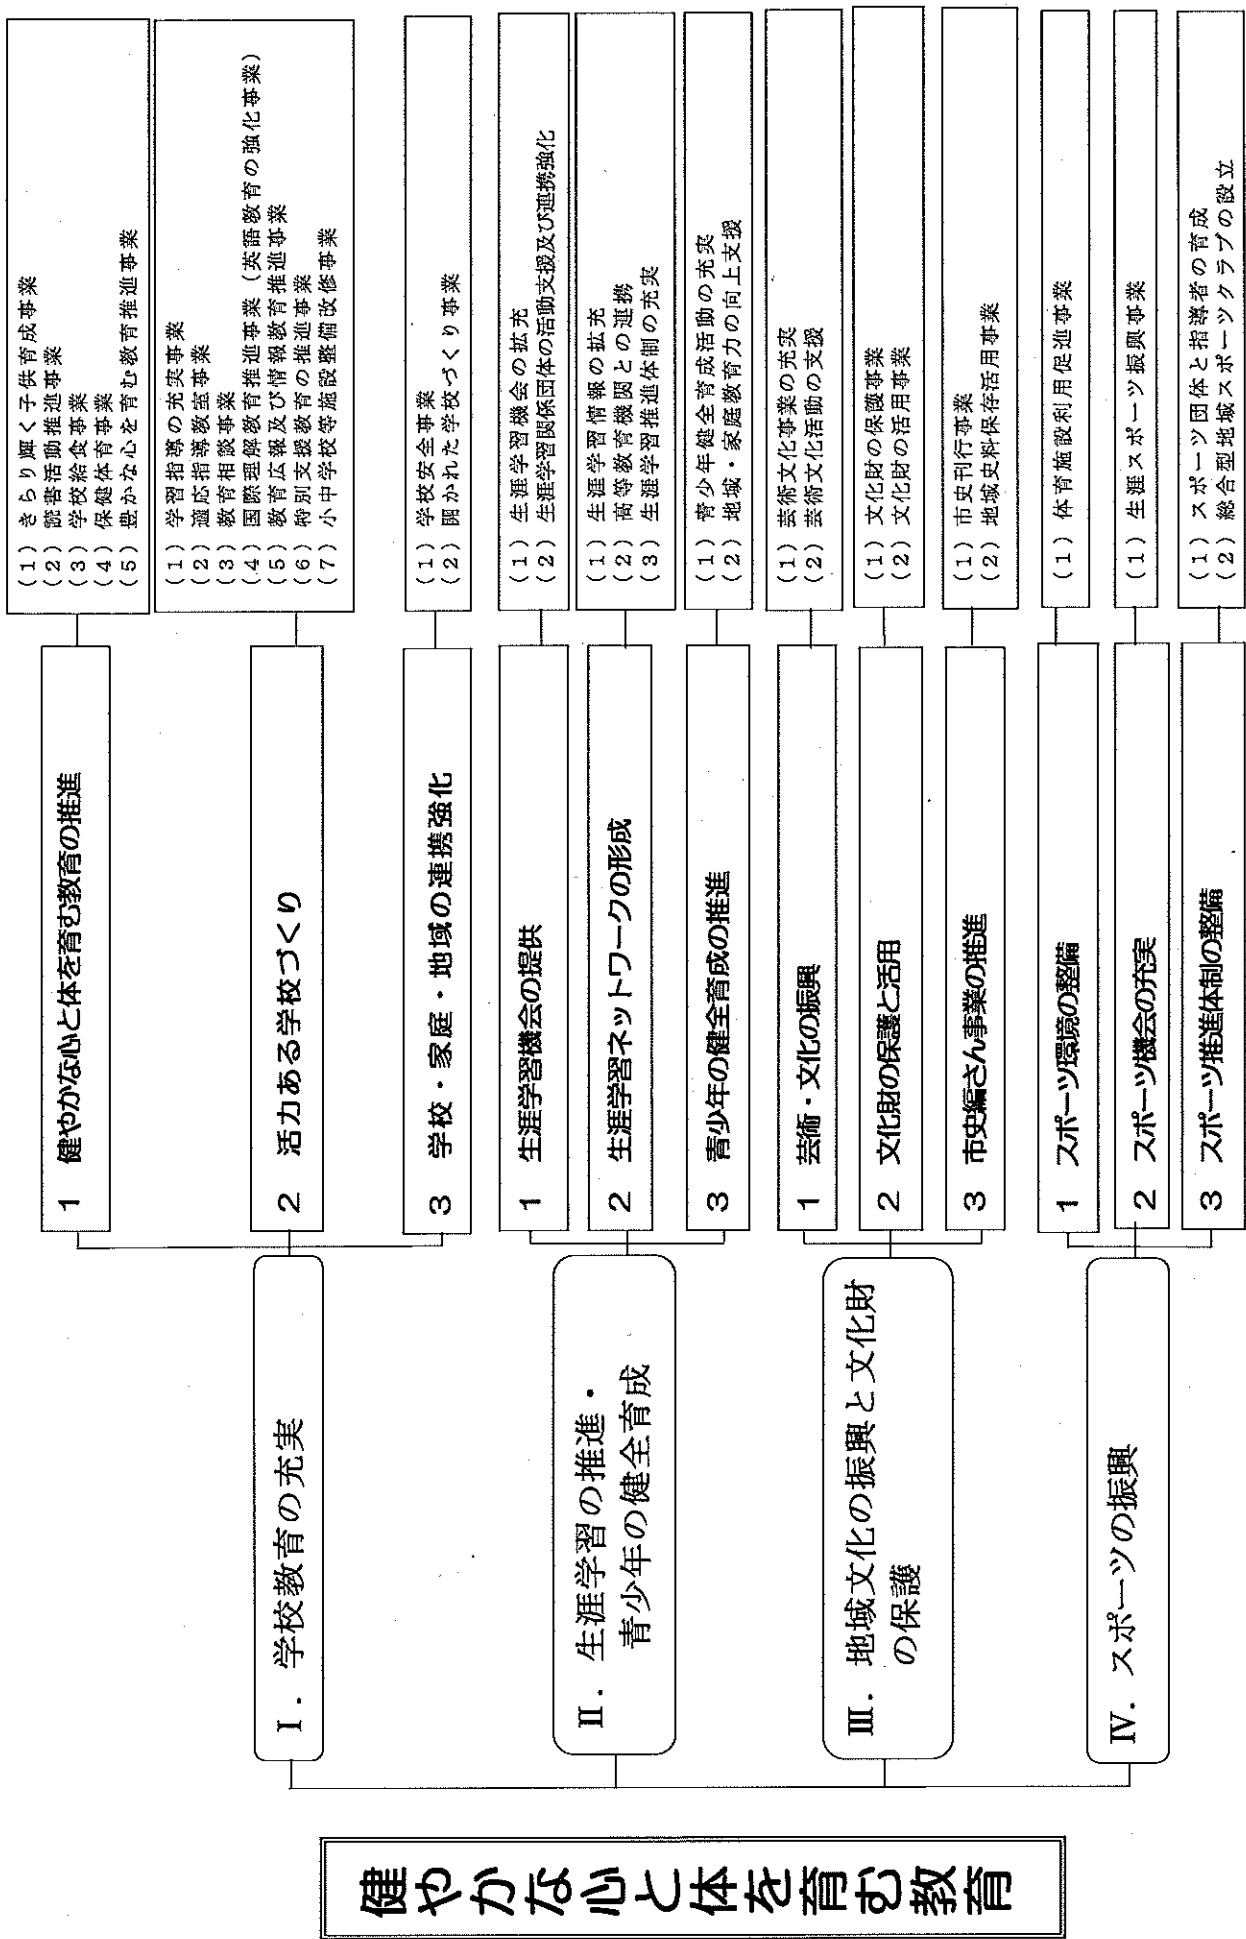 健やかな心と体を育む教育
Ⅰ．学校教育の充実
1 健やかな心と体を育む教育の推進
(1) きらり輝く子供育成事業
(2) 読書活動推進事業
(3) 学校給食事業
(4) 保健体育事業
(5) 豊かな心を育む教育推進事業
2 活力ある学校づくり
(1) 学習指導の充実事業
(2) 適応指導教室事業
(3) 教育相談事業
(4) 国際理解教育推進事業（英語教育の強化事業）
(5) 教育広報及び情報教育推進事業
(6) 特別支援教育の推進事業
(7) 小中学校等施設整備改修事業
3 学校・家庭・地域の連携強化
(1) 学校安全事業
(2) 開かれた学校づくり事業
Ⅱ．生涯学習の推進・
青少年の健全育成
1 生涯学習機会の提供
(1) 生涯学習機会の拡充
(2) 生涯学習関係団体の活動支援及び連携強化
2 生涯学習ネットワークの形成
(1) 生涯学習情報の拡充
(2) 高等教育機関との連携
(3) 生涯学習推進体制の充実
3 青少年の健全育成の推進
(1) 青少年健全育成活動の充実
(2) 地域・家庭教育力の向上支援
Ⅲ．地域文化の振興と文化財
の保護
1 芸術・文化の振興
(1) 芸術文化事業の充実
(2) 芸術文化活動の支援
2 文化財の保護と活用
(1) 文化財の保護事業
(2) 文化財の活用事業
3 市史編さん事業の推進
(1) 市史刊行事業
(2) 地域史料保存活用事業
Ⅳ．スポーツの振興
1 スポーツ環境の整備
(1) 体育施設利用促進事業
2 スポーツ機会の充実
(1) 生涯スポーツ振興事業
3 スポーツ推進体制の整備
(1) スポーツ団体と指導者の育成
(2) 総合型地域スポーツクラブの設立